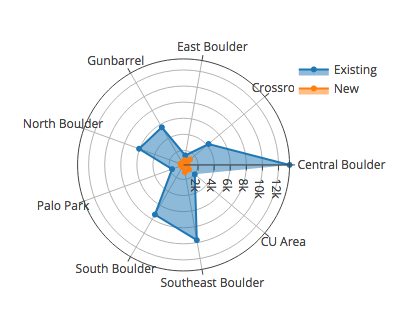 East Boulder
Gunbarrel
Existing
Crossro
New
North Boulder
Central Boulder
2k
4k
6k
8k
10k
12k
Palo Park
CU Area
South Boulder
Southeast Boulder